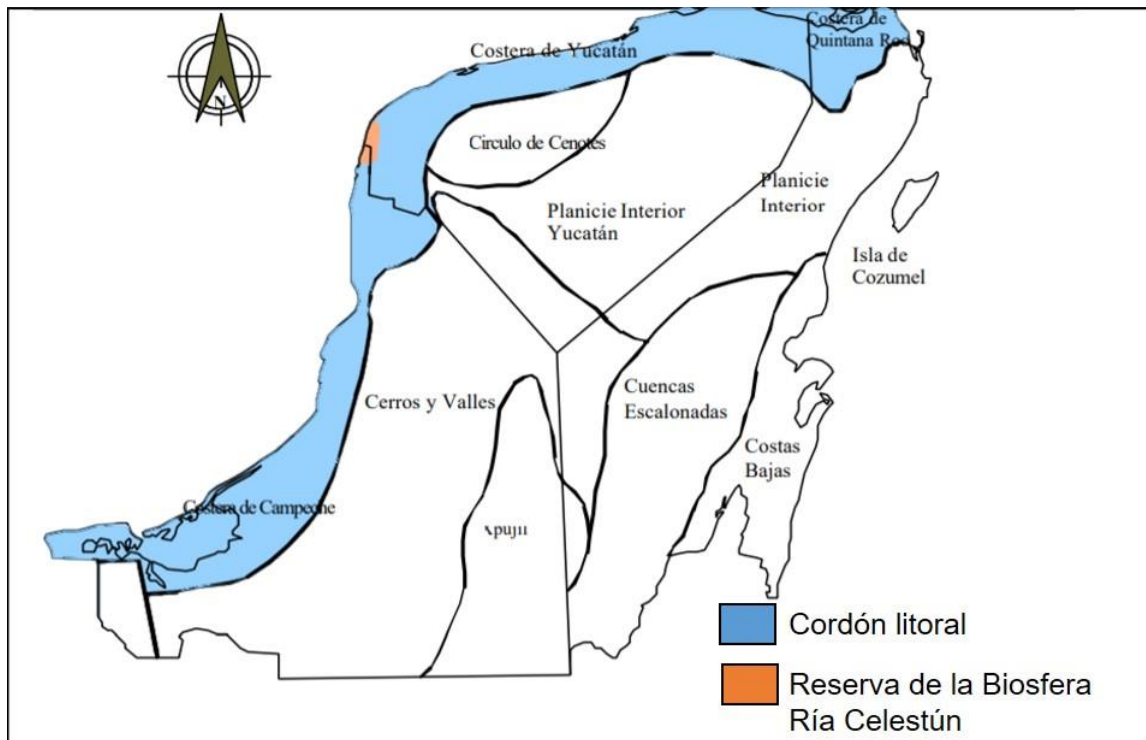 Costera de
Quintana Roo
Costera de Yucatán
N
Circulo de Cenotes
Planicie
Interior
Planicie Interior
Yucatán
Isla de
Cozumel
Cerros y Valles
Cuencas
Escalonadas
Costas
Bajas
Costera de Campeche
Cordón litoral
Reserva de la Biosfera
Ría Celestún